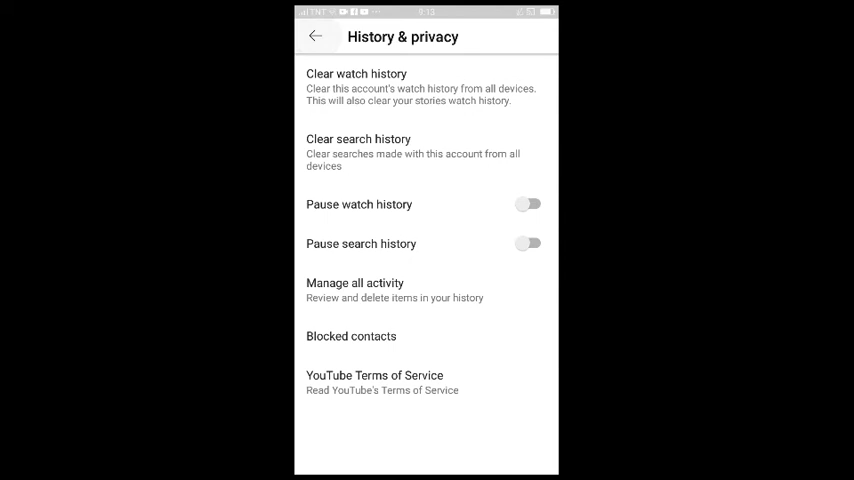 TNT
9:13
History & privacy
Clear watch history
Clear this account's watch history from all devices.
This will also clear your stories watch history.
Clear search history
Clear searches made with this account from all
devices
Pause watch history
Pause search history
Manage all activity
Review and delete items in your history
Blocked contacts
YouTube Terms of Service
Read YouTube's Terms of Service